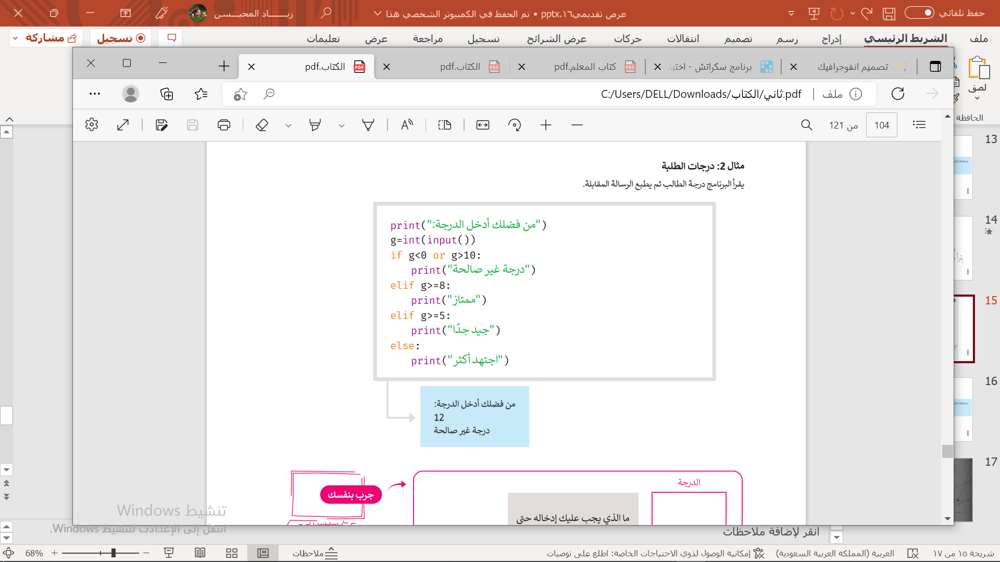 حفظ تلقائي
عرض تقديمي١٦.pptx • تم الحفظ في الكمبيوتر الشخصي هذا
زيـــــاد المحيـــسن
ملف
الشريط الرئيسي
إدراج
رسم
تصميم
انتقالات
حركات
عرض الشرائح
تسجيل
مراجعة
عرض
تعليمات
تسجيل
مشاركة
لصق
الحافظة
تصميم انفوجرافيك
برنامج سكراتش - اختبا
كتاب المعلم.pdf
الكتاب.pdf
الكتاب.pdf
ملف
C:/Users/DELL/Downloads/ثاني/الكتاب.pdf
104
من 121
مثال 2: درجات الطلبة
يقرأ البرنامج درجة الطالب ثم يطبع الرسالة المقابلة.
print("من فضلك أدخل الدرجة:")
g=int(input())
if g<0 or g>10:
print("درجة غير صالحة")
elif g>=8:
print("ممتاز")
elif g>=5:
print("جيد جدًا")
else:
print("اجتهد أكثر")
من فضلك أدخل الدرجة:
12
درجة غير صالحة
جرب بنفسك
الدرجة
ما الذي يجب عليك إدخاله حتى
13
14
15
16
17
تنشيط Windows
انتقل إلى الإعدادت لتنشيط Windows.
انقر لإضافة ملاحظات
شريحة ١٥ من ١٧
العربية (المملكة العربية السعودية)
إمكانية الوصول لذوي الاحتياجات الخاصة: اطلع على توصيات
ملاحظات
68%